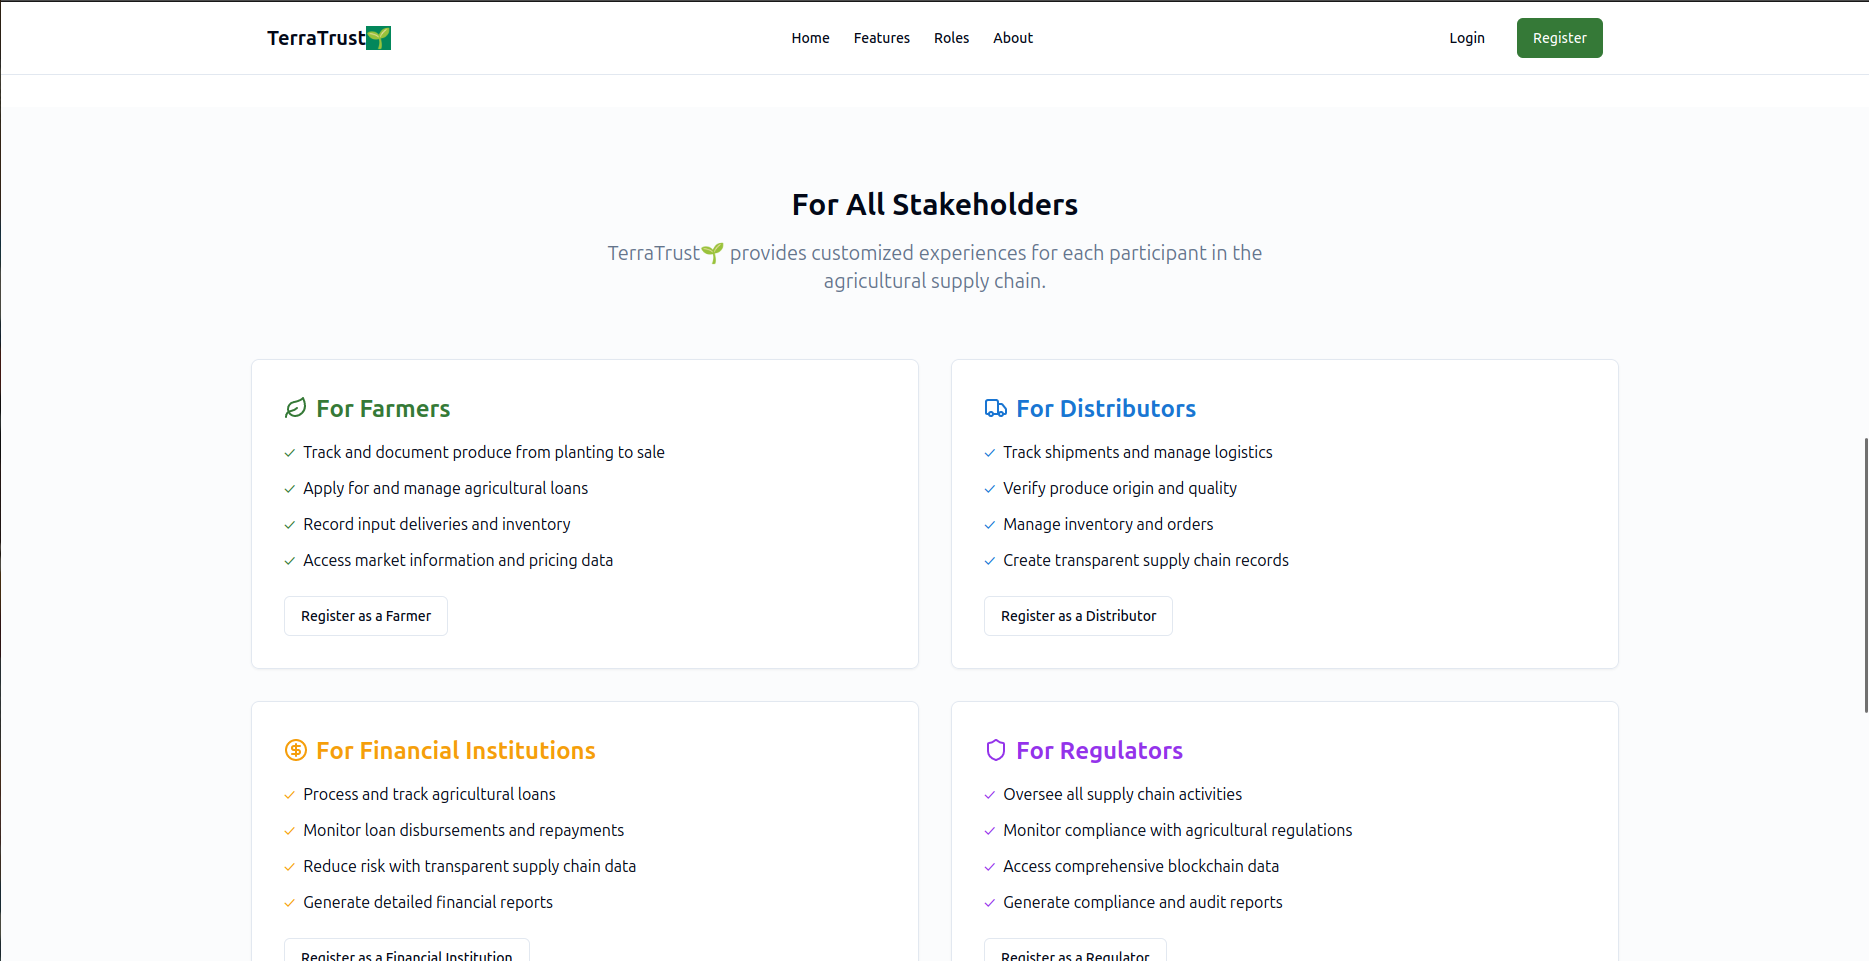 TerraTrust🌱
Home Features Roles About
Login Register
For All Stakeholders
TerraTrust🌱 provides customized experiences for each participant in the
agricultural supply chain.
For Farmers
Track and document produce from planting to sale
Apply for and manage agricultural loans
Record input deliveries and inventory
Access market information and pricing data
Register as a Farmer
For Distributors
Track shipments and manage logistics
Verify produce origin and quality
Manage inventory and orders
Create transparent supply chain records
Register as a Distributor
For Financial Institutions
Process and track agricultural loans
Monitor loan disbursements and repayments
Reduce risk with transparent supply chain data
Generate detailed financial reports
Register as a Financial Institution
For Regulators
Oversee all supply chain activities
Monitor compliance with agricultural regulations
Access comprehensive blockchain data
Generate compliance and audit reports
Register as a Regulator